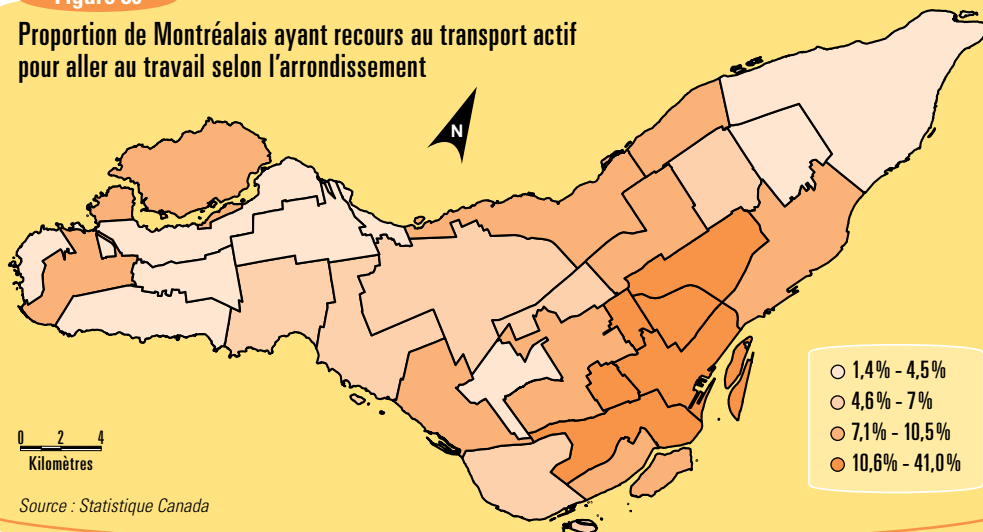 Proportion de Montréalais ayant recours au transport actif
pour aller au travail selon l'arrondissement
N
1,4% - 4,5%
4,6% - 7%
7,1% - 10,5%
10,6% - 41,0%
0 2 4
Kilomètres
Source : Statistique Canada